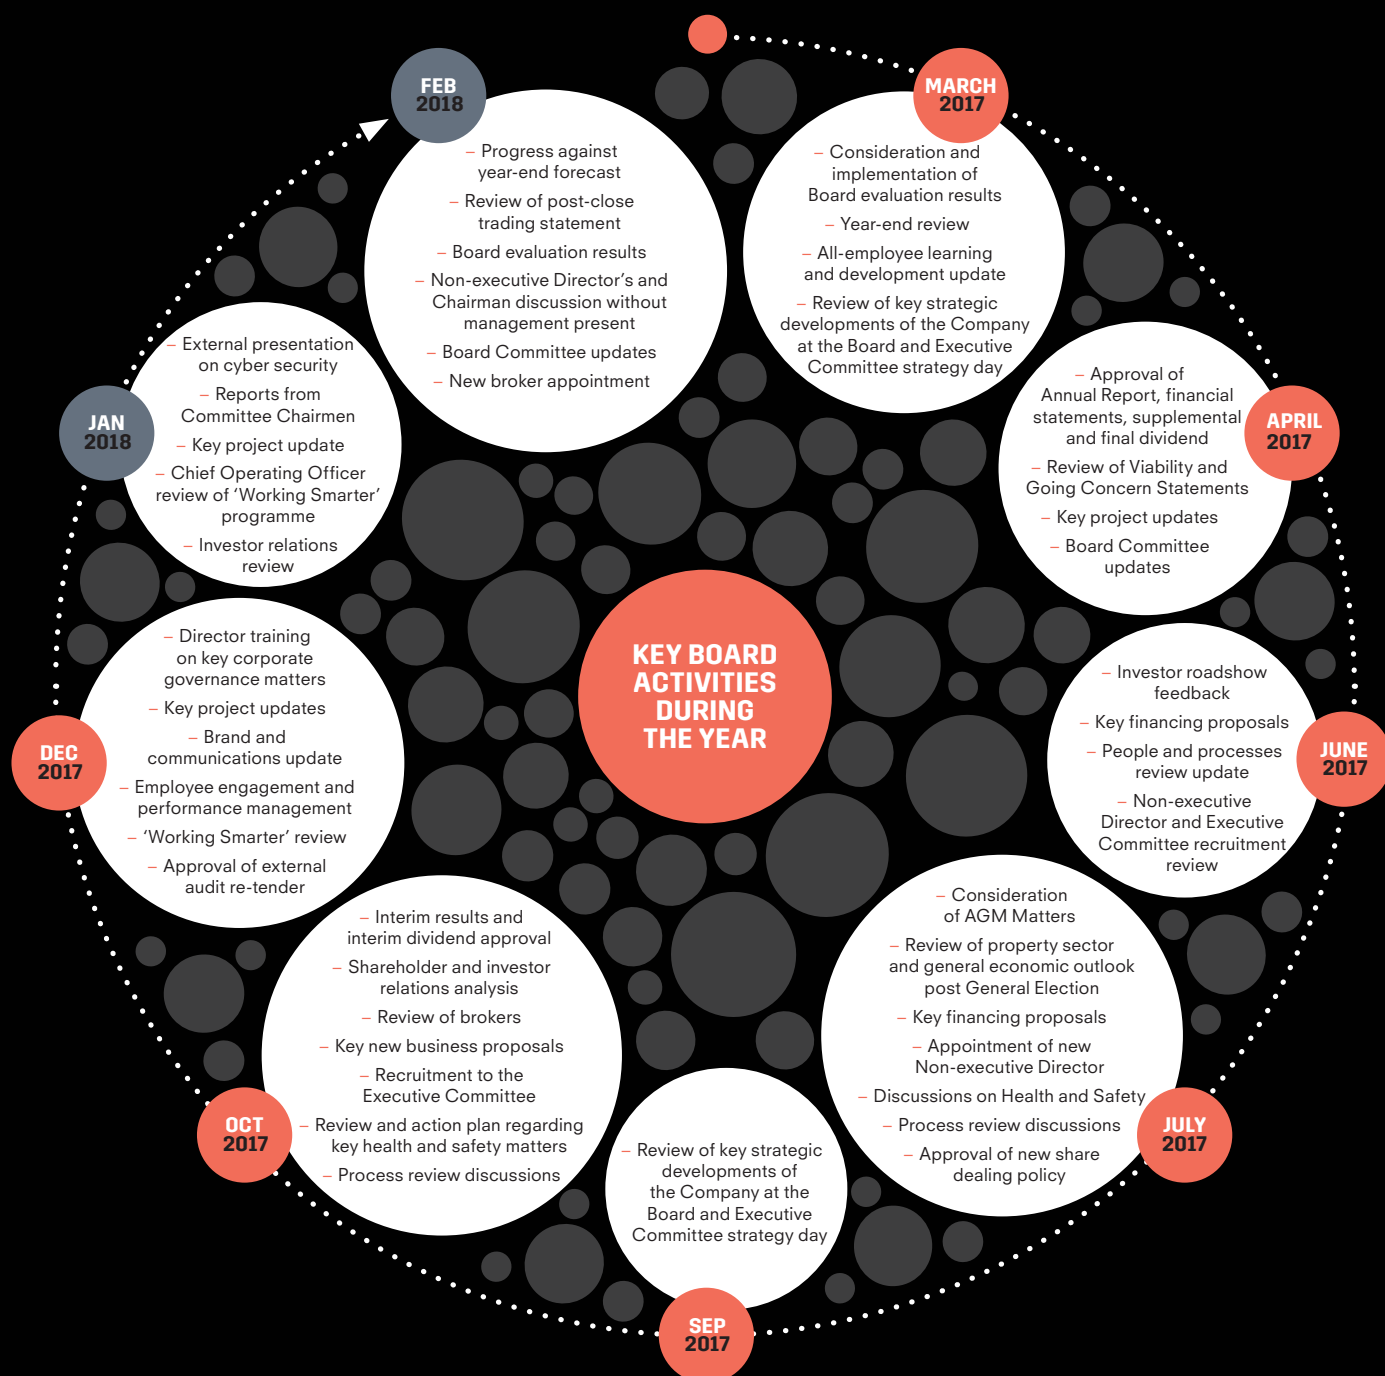 KEY BOARD
ACTIVITIES
DURING
THE YEAR
MARCH
2017
– Consideration and
implementation of
Board evaluation results
– Year-end review
– All-employee learning
and development update
– Review of key strategic
developments of the Company
at the Board and Executive
Committee strategy day
APRIL
2017
– Approval of
Annual Report, financial
statements, supplemental
and final dividend
– Review of Viability and
Going Concern Statements
– Key project updates
– Board Committee
updates
JUNE
2017
– Investor roadshow
feedback
– Key financing proposals
– People and processes
review update
– Non-executive
Director and Executive
Committee recruitment
review
JULY
2017
– Consideration
of AGM Matters
– Review of property sector
and general economic outlook
post General Election
– Key financing proposals
– Appointment of new
Non-executive Director
– Discussions on Health and Safety
– Process review discussions
– Approval of new share
dealing policy
SEP
2017
– Review of key strategic
developments of
the Company at the
Board and Executive
Committee strategy day
OCT
2017
– Interim results and
interim dividend approval
– Shareholder and investor
relations analysis
– Review of brokers
– Key new business proposals
– Recruitment to the
Executive Committee
– Review and action plan regarding
key health and safety matters
– Process review discussions
DEC
2017
– Director training
on key corporate
governance matters
– Key project updates
– Brand and
communications update
– Employee engagement and
performance management
– ‘Working Smarter’ review
– Approval of external
audit re-tender
JAN
2018
– External presentation
on cyber security
– Reports from
Committee Chairmen
– Key project update
– Chief Operating Officer
review of ‘Working Smarter’
programme
– Investor relations
review
FEB
2018
– Progress against
year-end forecast
– Review of post-close
trading statement
– Board evaluation results
– Non-executive Director’s and
Chairman discussion without
management present
– Board Committee updates
– New broker appointment